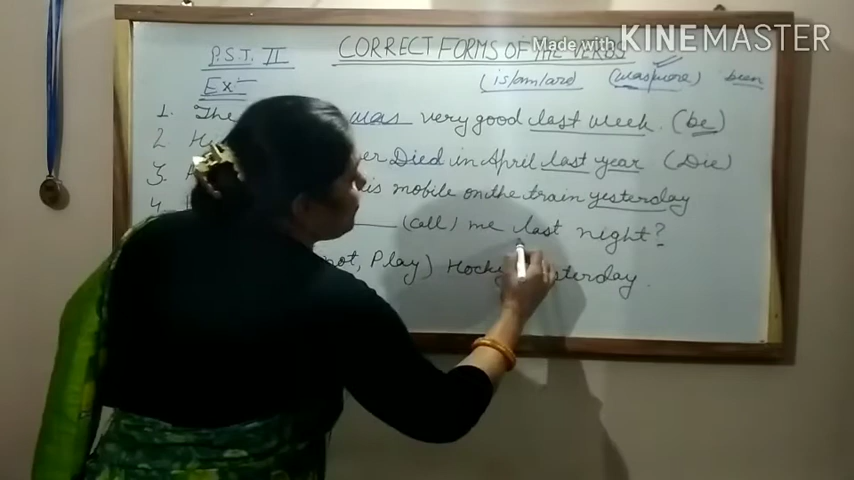 P.S.T. II CORRECT FORMS OF THE VERBS
Made with KINEMASTER
Ex:- (is/am/are) (was/were) been
1. The was very good last week. (be)
2. er Died in April last year (Die)
3. is mobile on the train yesterday
4. (call) me last night?
not, Play) Hockey yesterday.